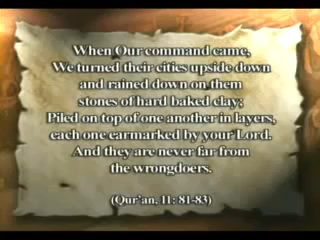 When Our command came,
We turned their cities upside down
and rained down on them
stones of hard baked clay;
Piled on top of one another in layers,
each one earmarked by your Lord.
And they are never far from
the wrongdoers.
(Qur'an, 11: 81-83)